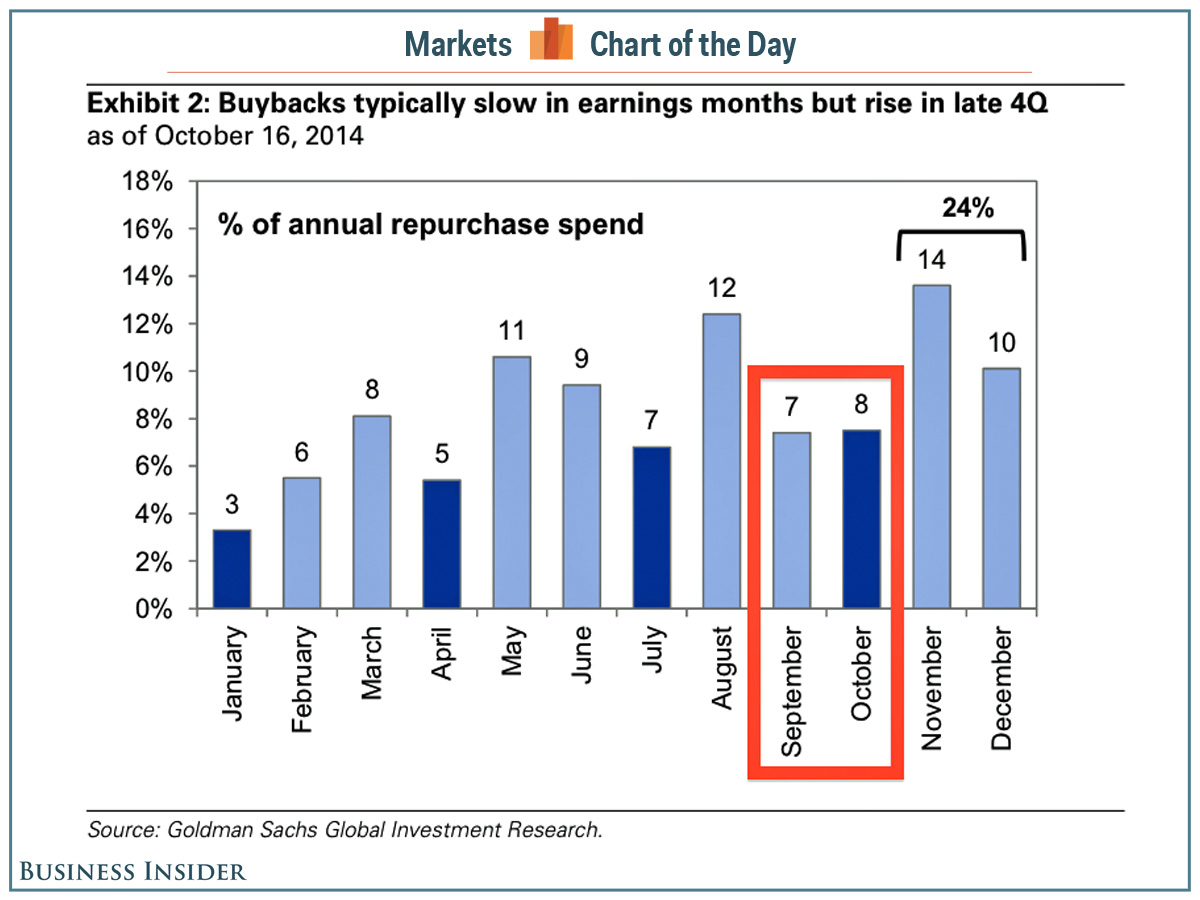 Markets Chart of the Day
Exhibit 2: Buybacks typically slow in earnings months but rise in late 4Q
as of October 16, 2014
18%
16%
14%
12%
10%
8%
6%
4%
2%
0%
% of annual repurchase spend
24%
3
6
8
5
11
9
7
12
7
8
14
10
January
February
March
April
May
June
July
August
September
October
November
December
Source: Goldman Sachs Global Investment Research.
BUSINESS INSIDER